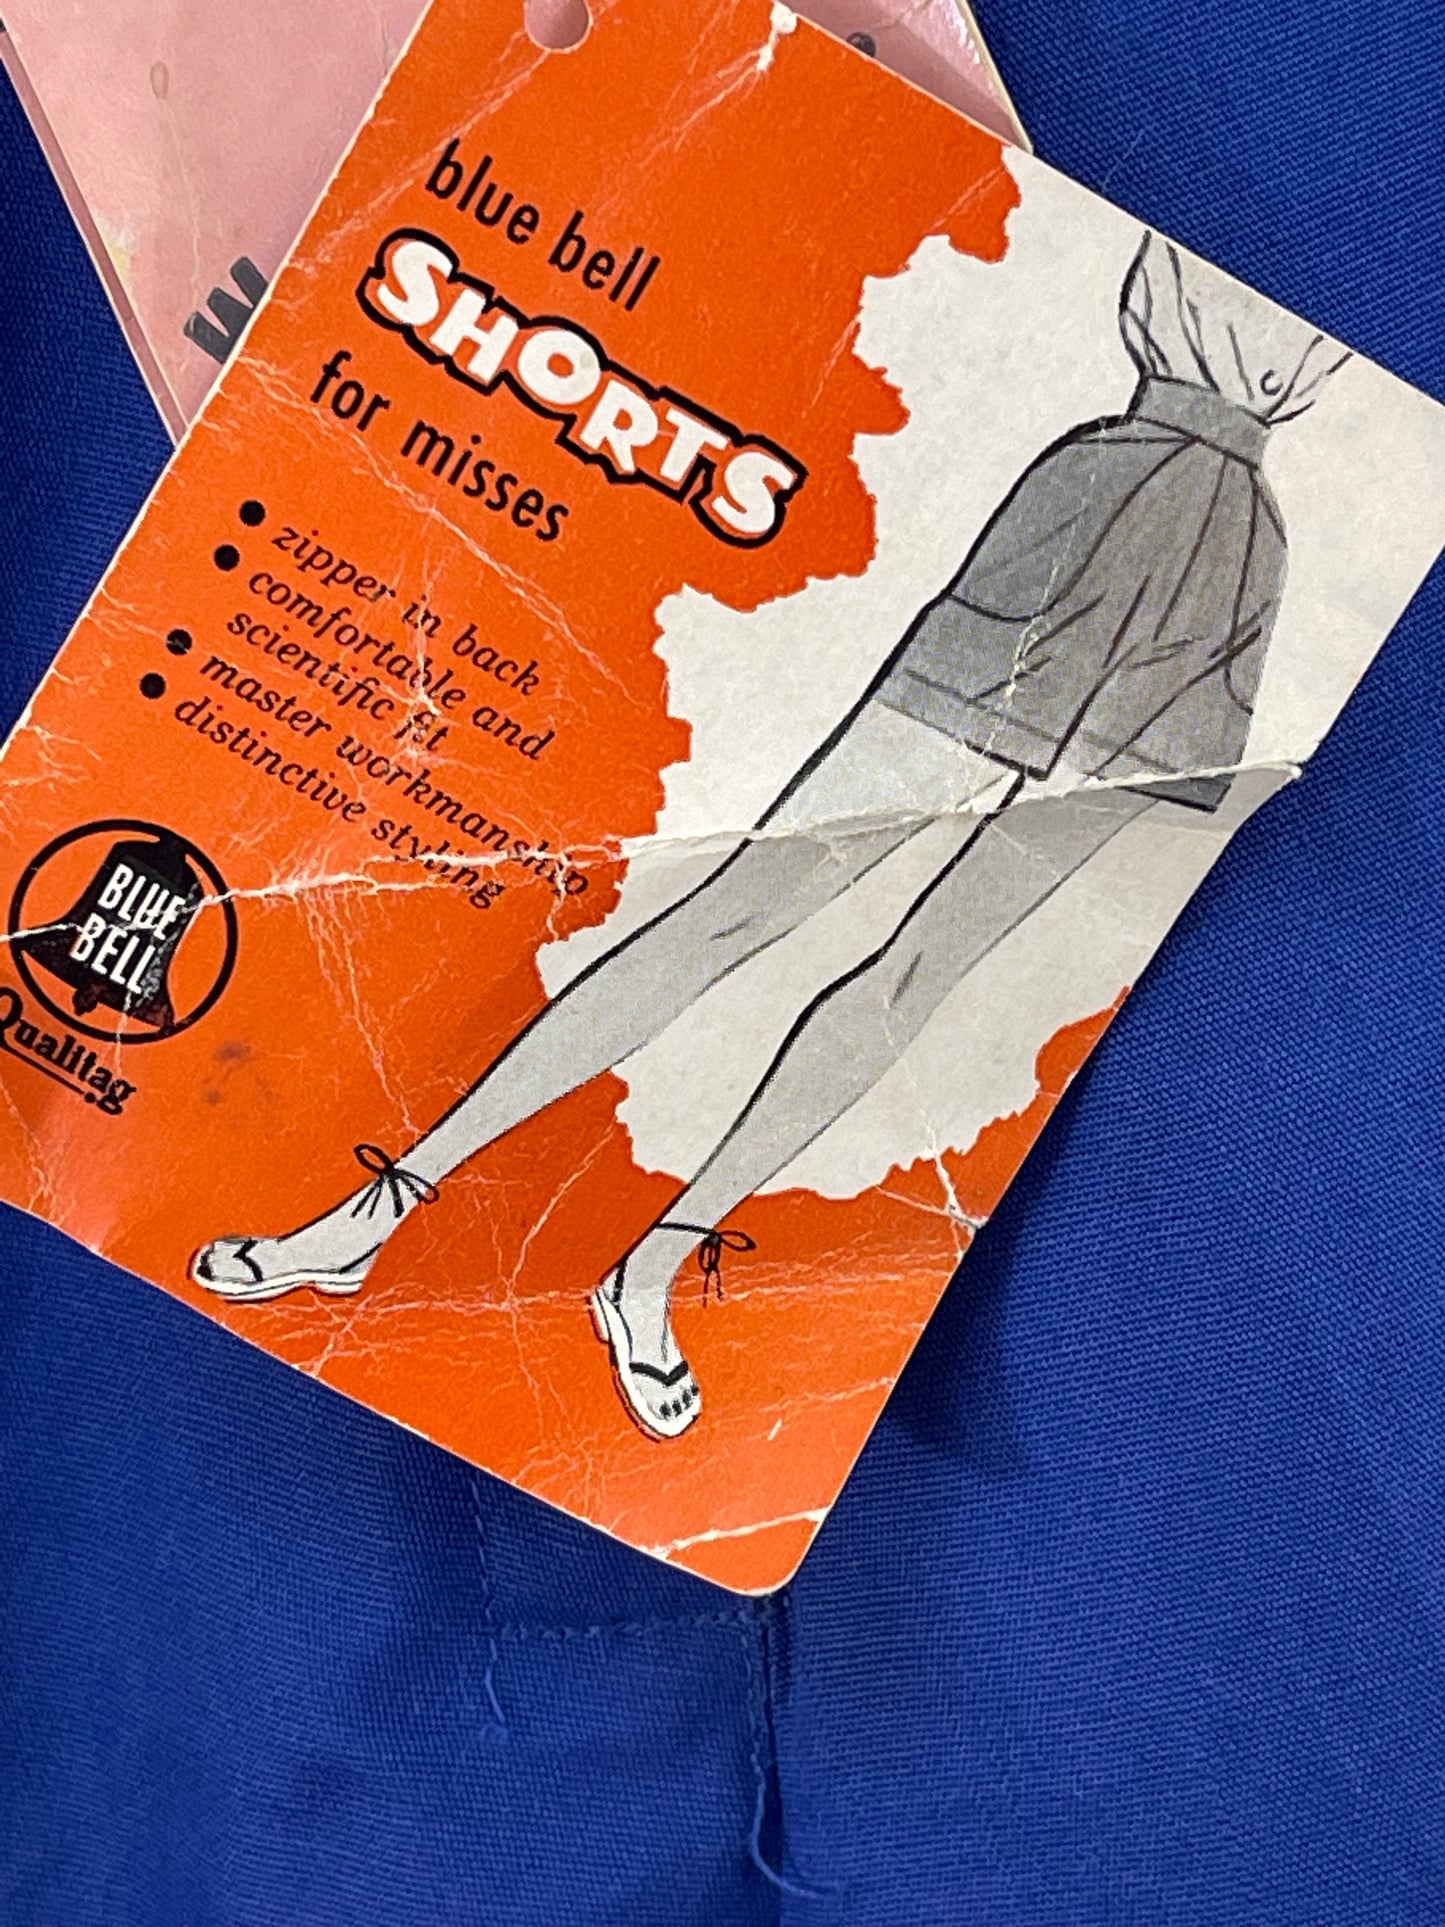 blue bell
SHORTS
for misses
● zipper in back
● comfortable and
scientific fit
● master workmanship
● distinctive styling
BLUE
BELL
Qualitag
W